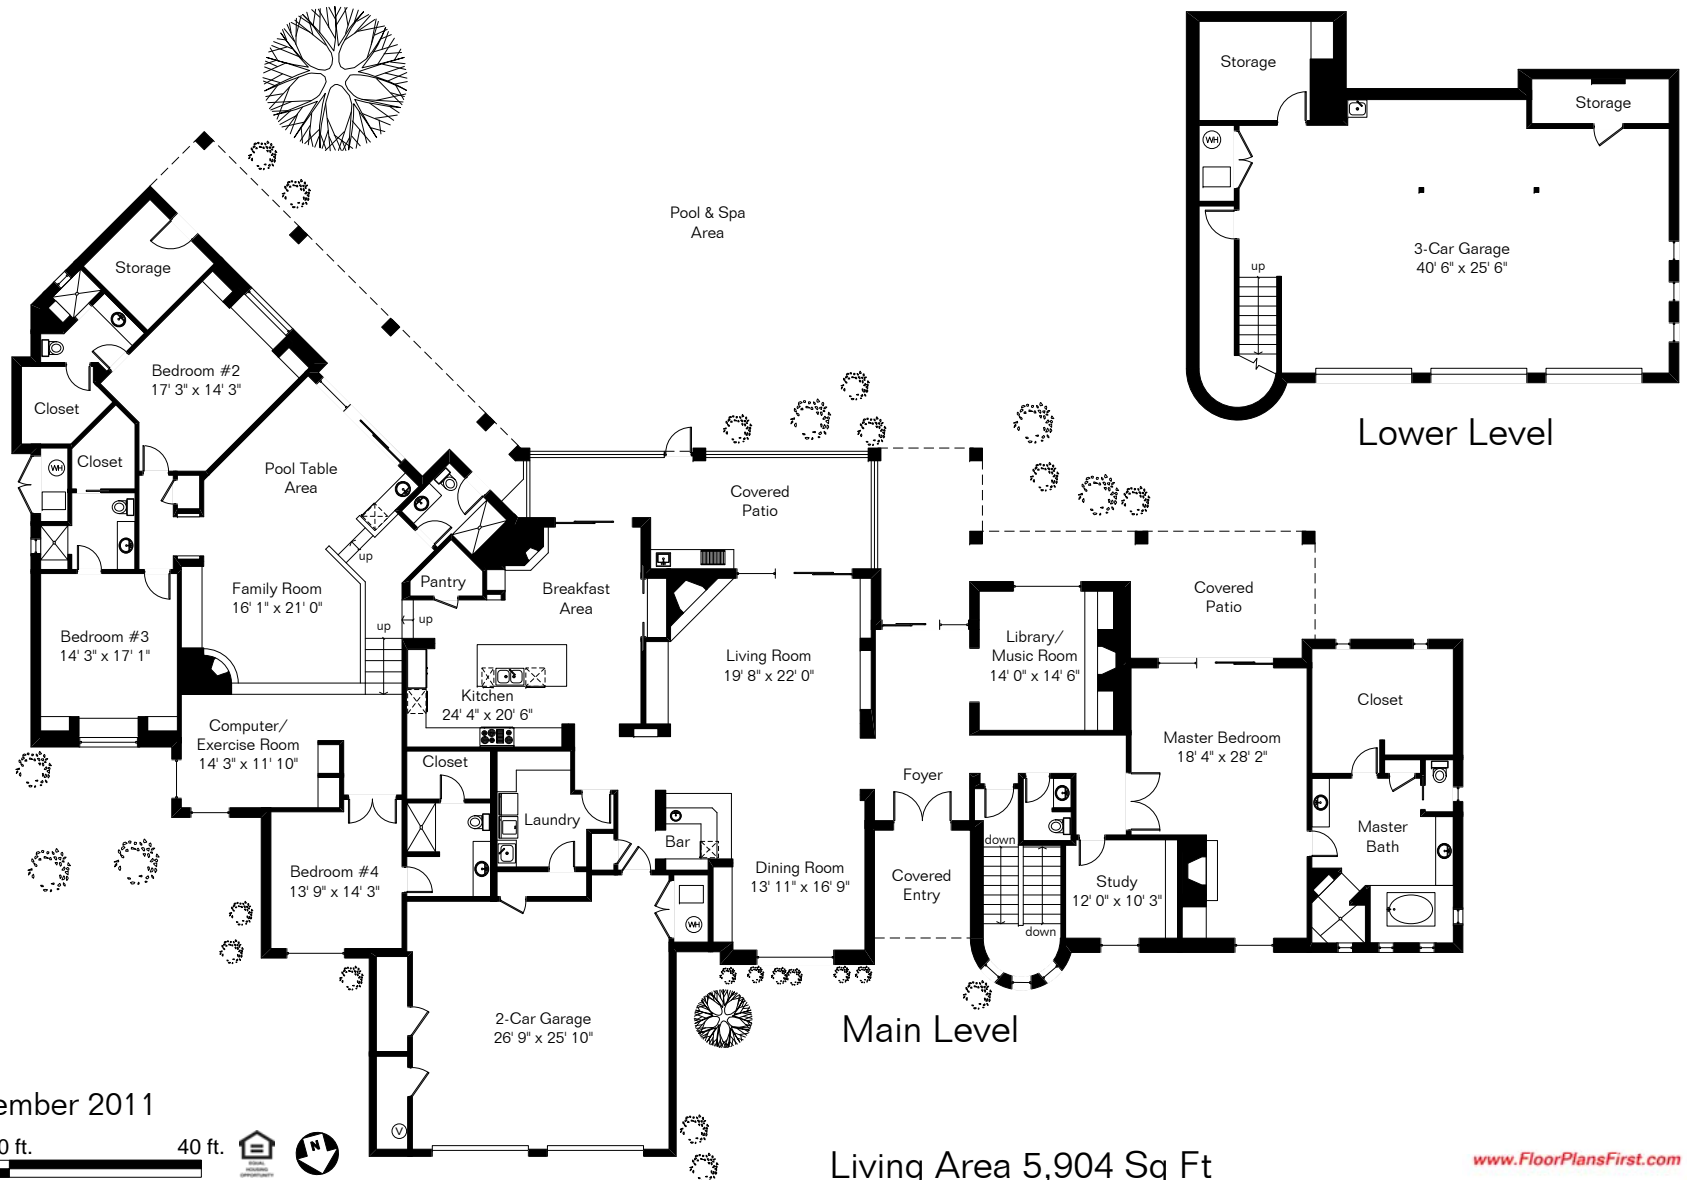 Storage
Storage
WH
3-Car Garage
40' 6" x 25' 6"
up
Lower Level
Pool & Spa
Area
Storage
Bedroom #2
17' 3" x 14' 3"
Closet
Closet
WH
Pool Table
Area
up
Family Room
16' 1" x 21' 0"
Bedroom #3
14' 3" x 17' 1"
up
up
Pantry
Breakfast
Area
Covered
Patio
Kitchen
24' 4" x 20' 6"
Living Room
19' 8" x 22' 0"
Library/
Music Room
14' 0" x 14' 6"
Covered
Patio
Closet
Master Bedroom
18' 4" x 28' 2"
Computer/
Exercise Room
14' 3" x 11' 10"
Closet
Foyer
Laundry
Bar
down
Master
Bath
Bedroom #4
13' 9" x 14' 3"
Dining Room
13' 11" x 16' 9"
Covered
Entry
Study
12' 0" x 10' 3"
WH
down
2-Car Garage
26' 9" x 25' 10"
V
Main Level
ember 2011
0 ft. 40 ft.
N
EQUAL
HOUSING
OPPORTUNITY
Living Area 5,904 Sq Ft
www.FloorPlansFirst.com